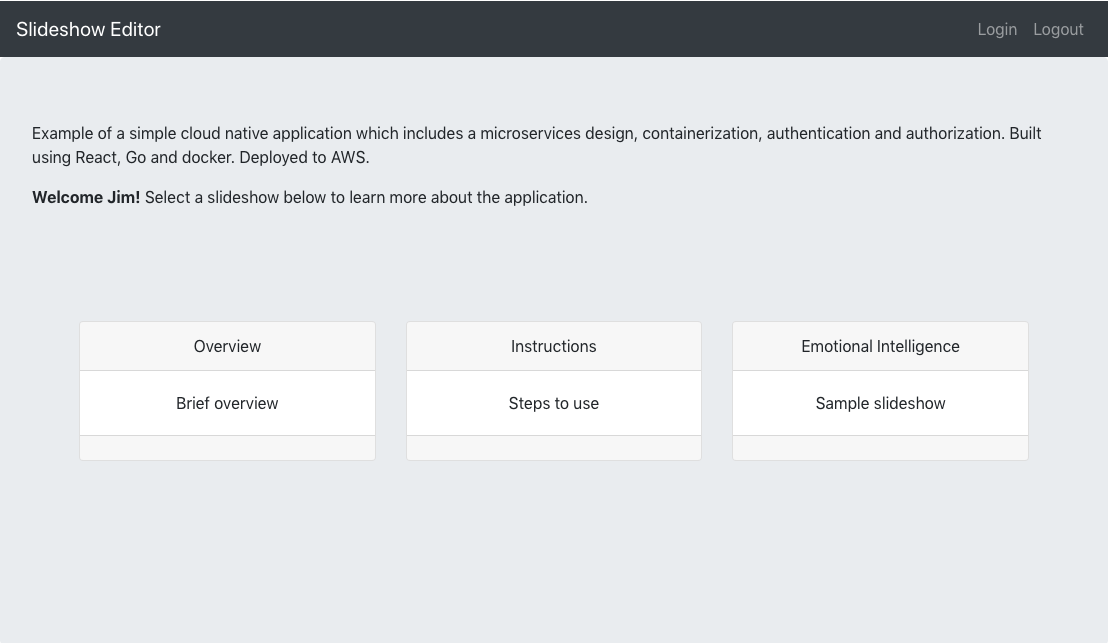 Slideshow Editor
Login Logout
Example of a simple cloud native application which includes a microservices design, containerization, authentication and authorization. Built
using React, Go and docker. Deployed to AWS.
Welcome Jim! Select a slideshow below to learn more about the application.
Overview
Brief overview
Instructions
Steps to use
Emotional Intelligence
Sample slideshow